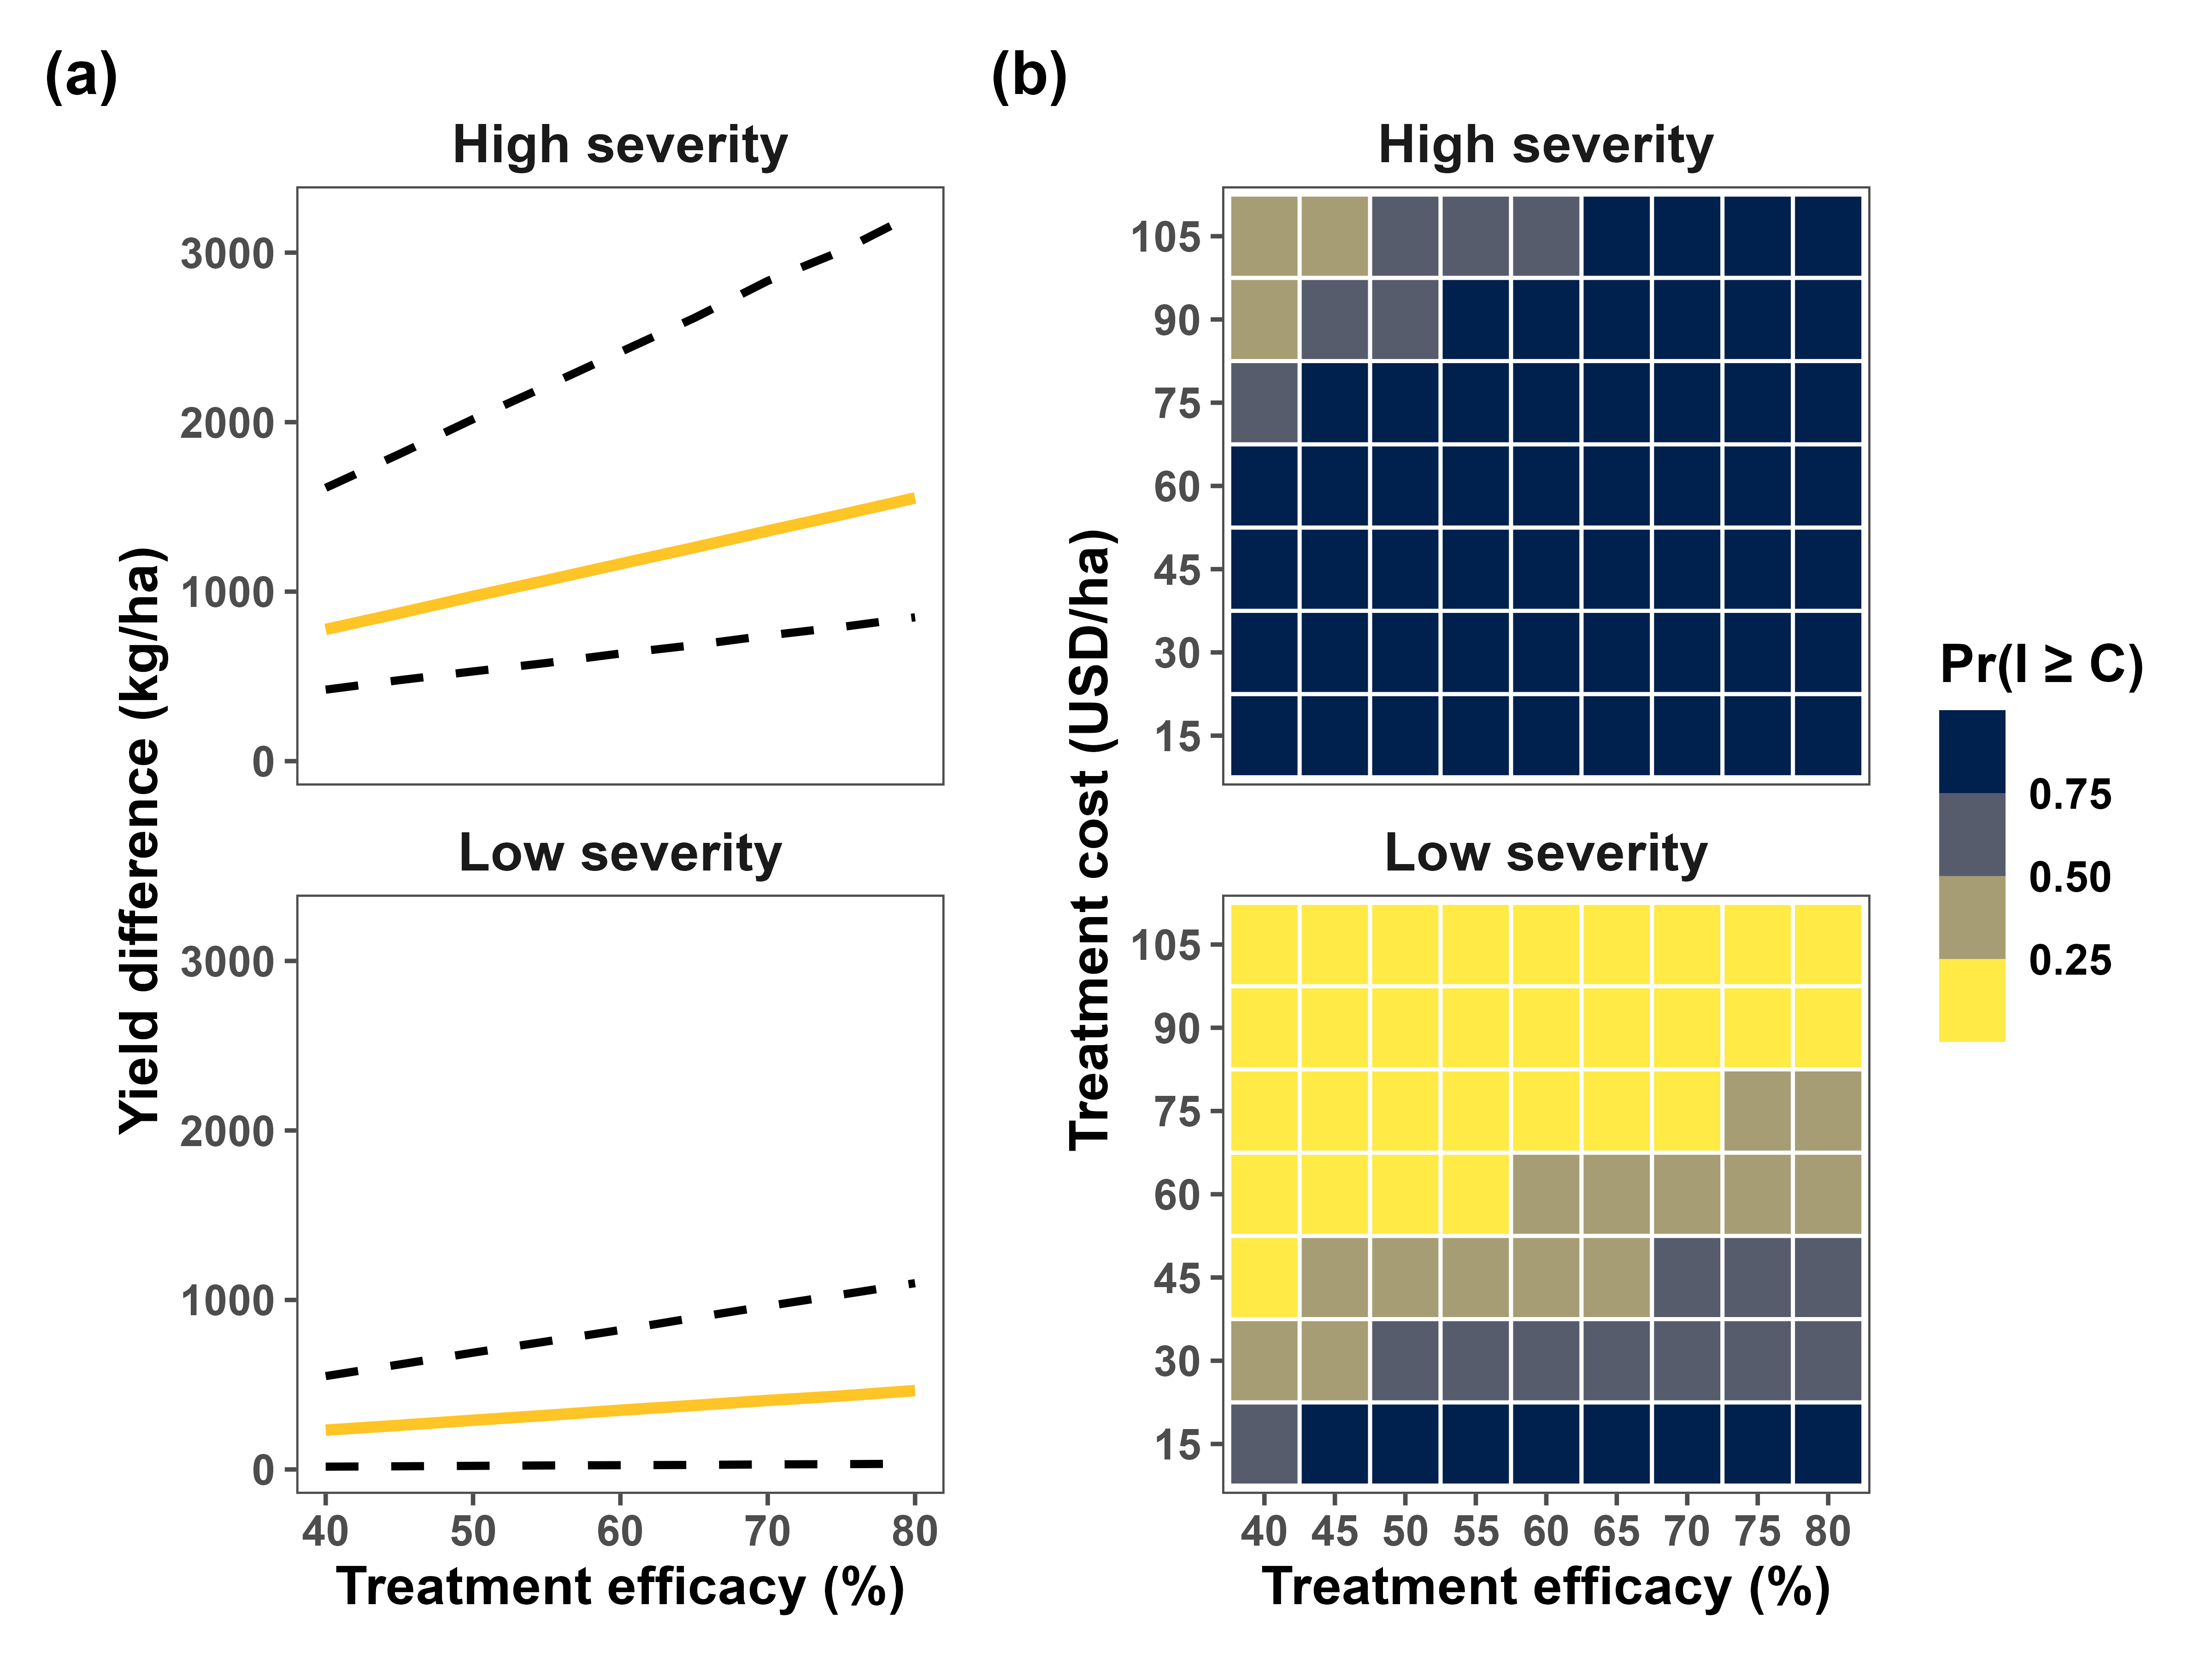 (a)
High severity
3000
2000
1000
0
Low severity
3000
2000
1000
0
40 50 60 70 80
Treatment efficacy (%)
Yield difference (kg/ha)
(b)
High severity
105
90
75
60
45
30
15
Low severity
105
90
75
60
45
30
15
40 45 50 55 60 65 70 75 80
Treatment efficacy (%)
Treatment cost (USD/ha)
Pr(I ≥ C)
0.75
0.50
0.25